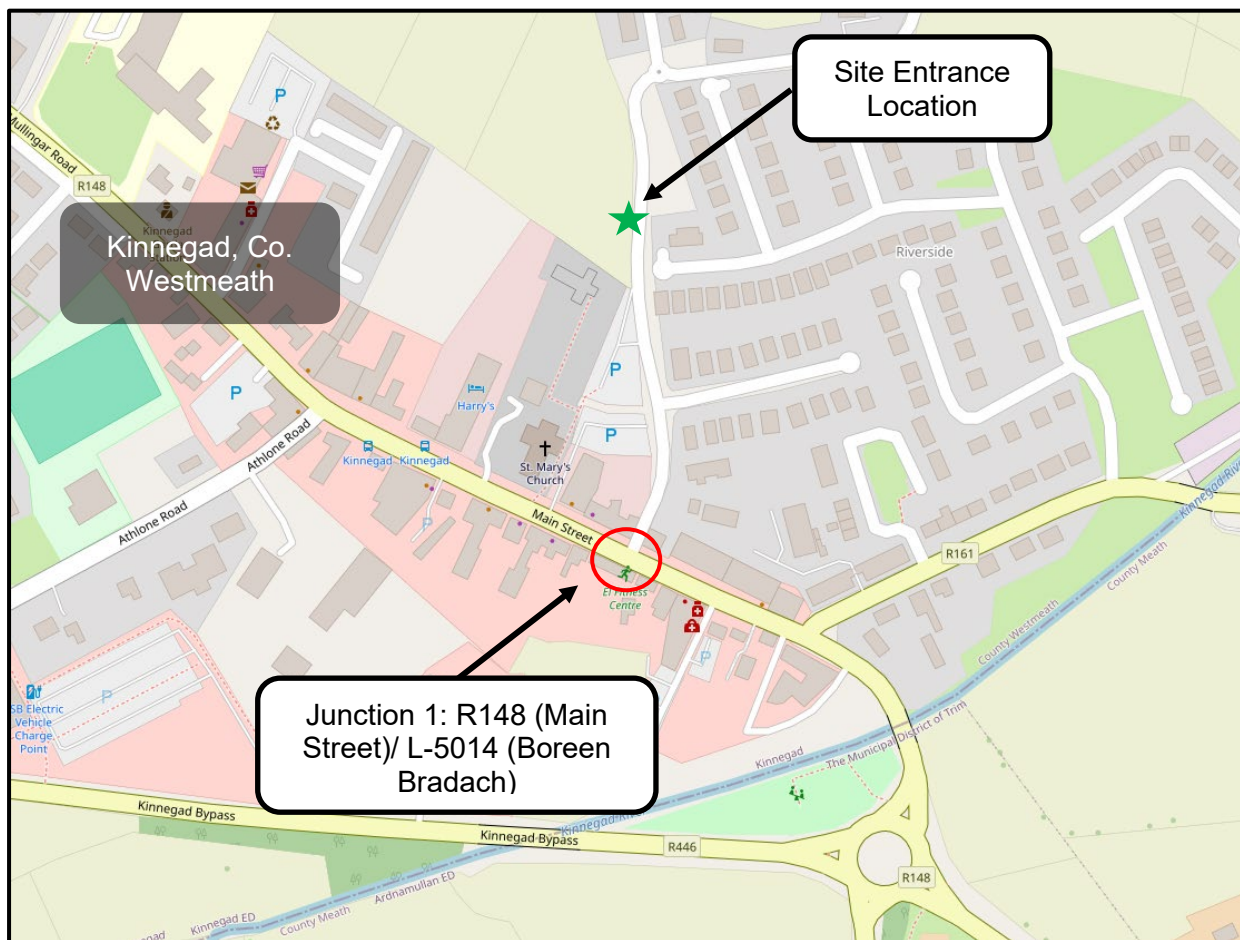 Site Entrance
Location
P
Mullingar Road
R148
Kinnegad
Station
Kinnegad, Co.
Westmeath
Riverside
P
P
Harry's
P
St. Mary's
Church
Kinnegad
Kinnegad
Athlone Road
Athlone Road
P
Main Street
R161
El Fitness
Centre
P
Kinnegad River
County Meath
County Westmeath
Junction 1: R148 (Main
Street)/ L-5014 (Boreen
Bradach)
P
SB Electric
Vehicle
Charge
Point
Kinnegad
The Municipal District of Trim
Kinnegad Bypass
Kinnegad Bypass
R446
R148
Ardnamullan ED
Kinnegad ED
County Meath